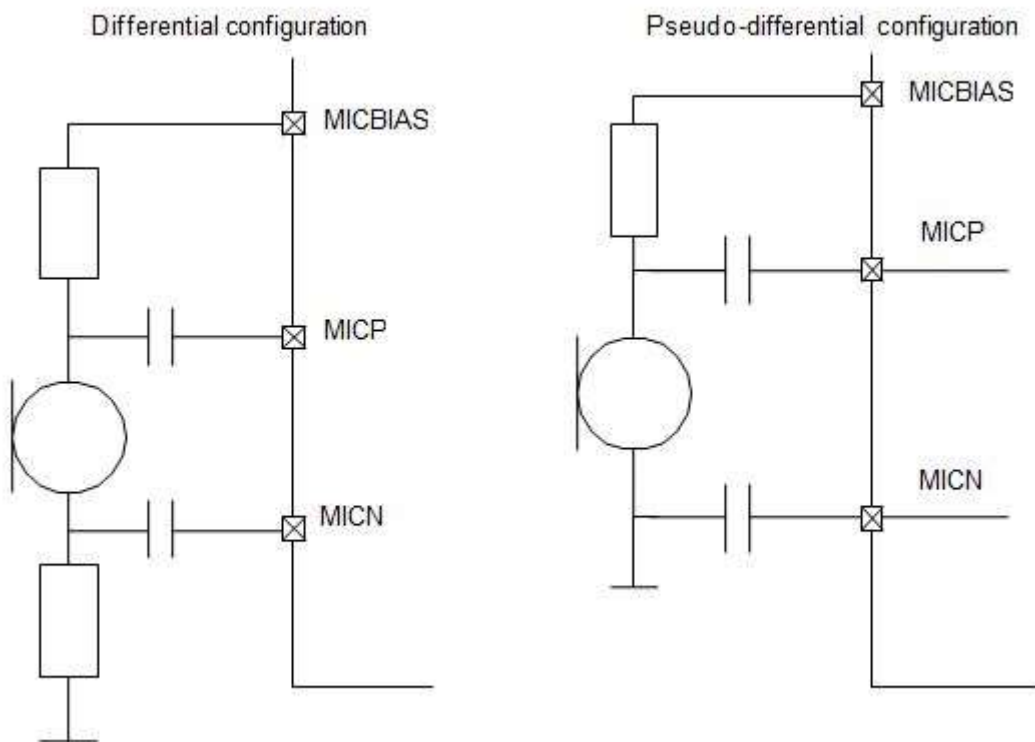 Differential configuration
MICBIAS
MICP
MICN
Pseudo-differential configuration
MICBIAS
MICP
MICN